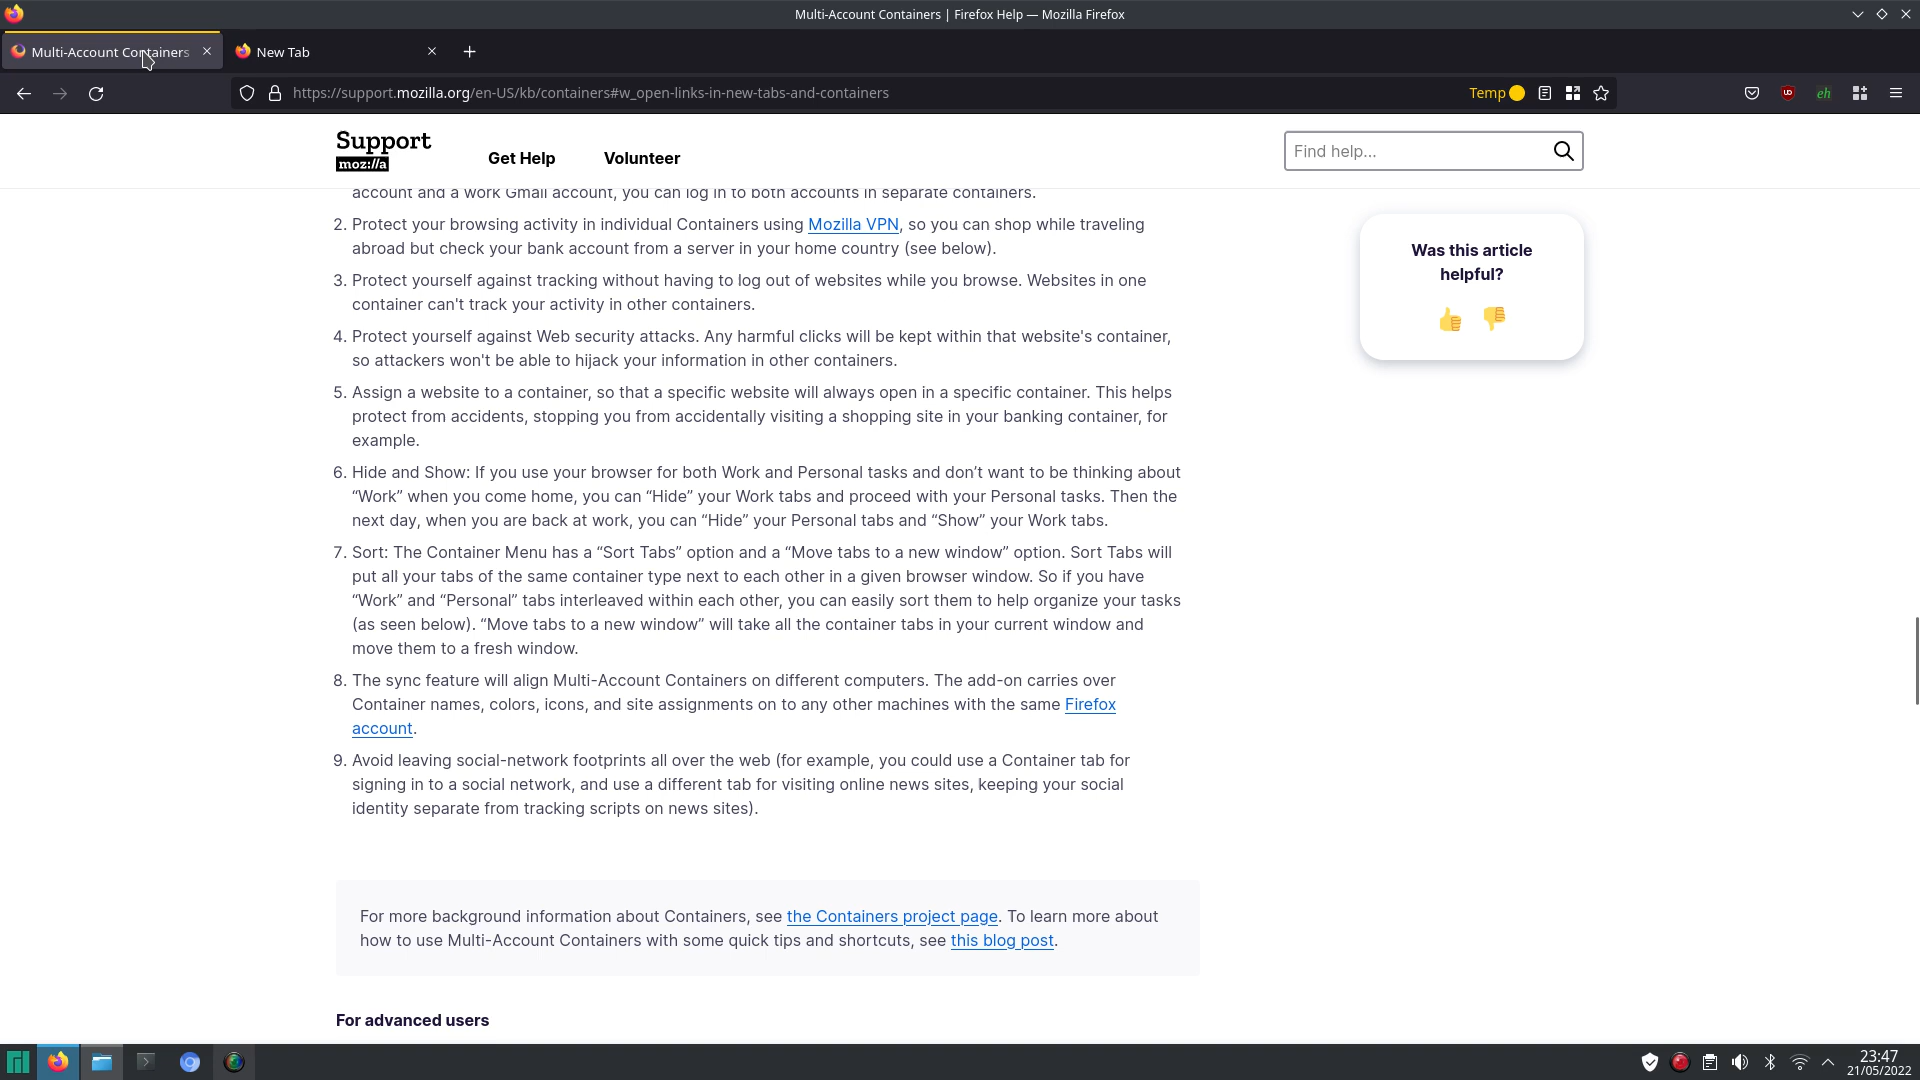 Multi-Account Containers | Firefox Help — Mozilla Firefox
Multi-Account Containers
New Tab
https://support.mozilla.org/en-US/kb/containers#w_open-links-in-new-tabs-and-containers
Temp
UD
eh
Support
moz://a
Get Help
Volunteer
Find help...
account and a work Gmail account, you can log in to both accounts in separate containers.
2. Protect your browsing activity in individual Containers using Mozilla VPN, so you can shop while traveling
abroad but check your bank account from a server in your home country (see below).
3. Protect yourself against tracking without having to log out of websites while you browse. Websites in one
container can't track your activity in other containers.
4. Protect yourself against Web security attacks. Any harmful clicks will be kept within that website's container,
so attackers won't be able to hijack your information in other containers.
5. Assign a website to a container, so that a specific website will always open in a specific container. This helps
protect from accidents, stopping you from accidentally visiting a shopping site in your banking container, for
example.
6. Hide and Show: If you use your browser for both Work and Personal tasks and don’t want to be thinking about
“Work” when you come home, you can “Hide” your Work tabs and proceed with your Personal tasks. Then the
next day, when you are back at work, you can “Hide” your Personal tabs and “Show” your Work tabs.
7. Sort: The Container Menu has a “Sort Tabs” option and a “Move tabs to a new window” option. Sort Tabs will
put all your tabs of the same container type next to each other in a given browser window. So if you have
“Work” and “Personal” tabs interleaved within each other, you can easily sort them to help organize your tasks
(as seen below). “Move tabs to a new window” will take all the container tabs in your current window and
move them to a fresh window.
8. The sync feature will align Multi-Account Containers on different computers. The add-on carries over
Container names, colors, icons, and site assignments on to any other machines with the same Firefox
account.
9. Avoid leaving social-network footprints all over the web (for example, you could use a Container tab for
signing in to a social network, and use a different tab for visiting online news sites, keeping your social
identity separate from tracking scripts on news sites).
Was this article
helpful?
For more background information about Containers, see the Containers project page. To learn more about
how to use Multi-Account Containers with some quick tips and shortcuts, see this blog post.
For advanced users
23:47
21/05/2022